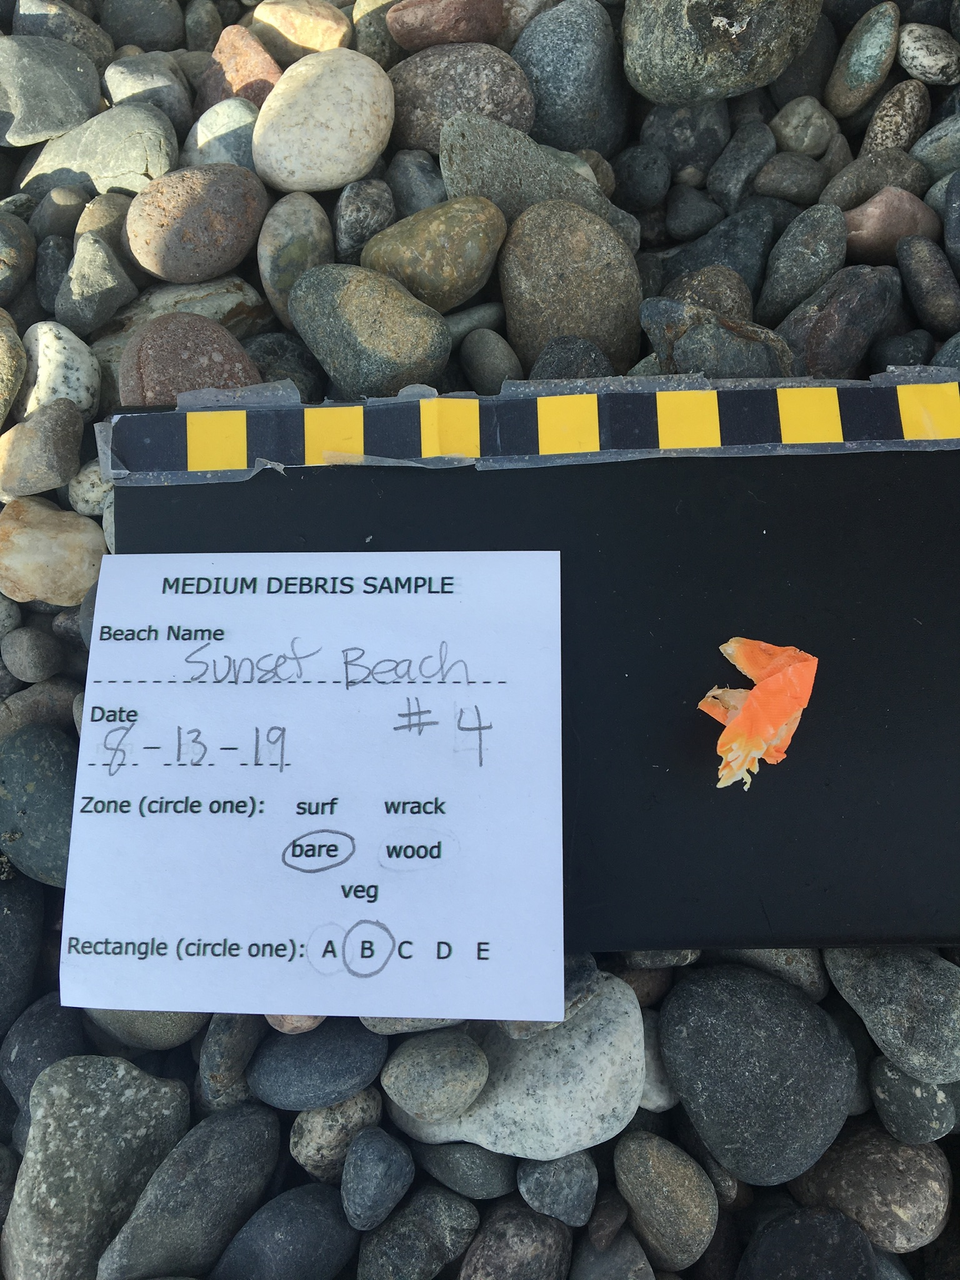 MEDIUM DEBRIS SAMPLE
Beach Name
Sunset Beach
Date
8-13-19 #4
Zone (circle one): surf wrack
bare wood
veg
Rectangle (circle one): A B C D E